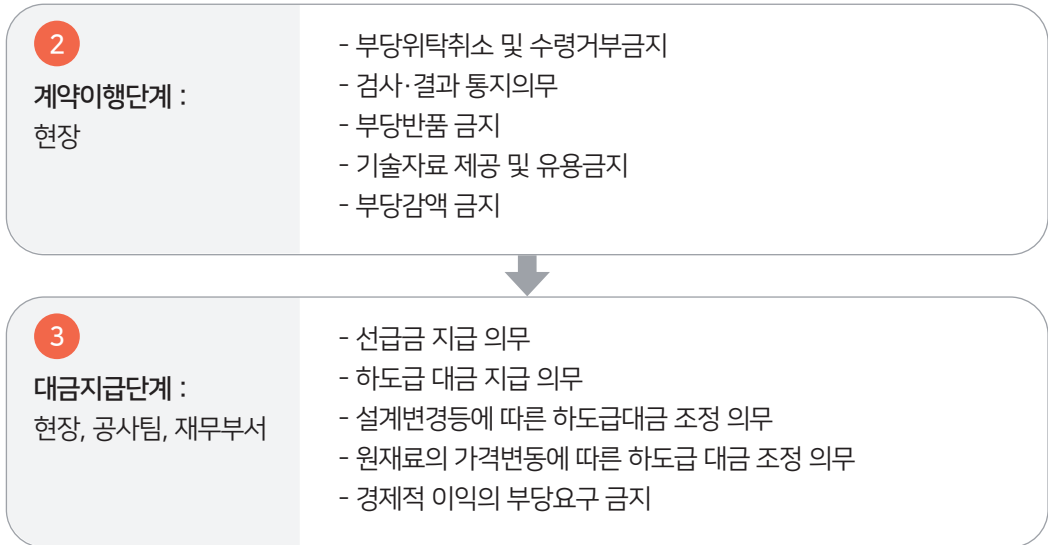 2
계약이행단계 :
현장
- 부당위탁취소 및 수령거부금지
- 검사·결과 통지의무
- 부당반품 금지
- 기술자료 제공 및 유용금지
- 부당감액 금지
3
대금지급단계 :
현장, 공사팀, 재무부서
- 선급금 지급 의무
- 하도급 대금 지급 의무
- 설계변경등에 따른 하도급대금 조정 의무
- 원재료의 가격변동에 따른 하도급 대금 조정 의무
- 경제적 이익의 부당요구 금지